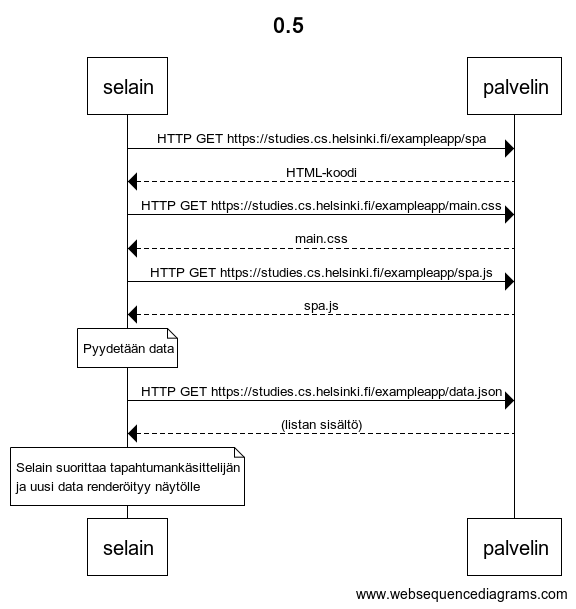 0.5
selain
palvelin
HTTP GET https://studies.cs.helsinki.fi/exampleapp/spa
HTML-koodi
HTTP GET https://studies.cs.helsinki.fi/exampleapp/main.css
main.css
HTTP GET https://studies.cs.helsinki.fi/exampleapp/spa.js
spa.js
Pyydetään data
HTTP GET https://studies.cs.helsinki.fi/exampleapp/data.json
(listan sisältö)
Selain suorittaa tapahtumankäsittelijän
ja uusi data renderöityy näytölle
selain
palvelin
www.websequencediagrams.com